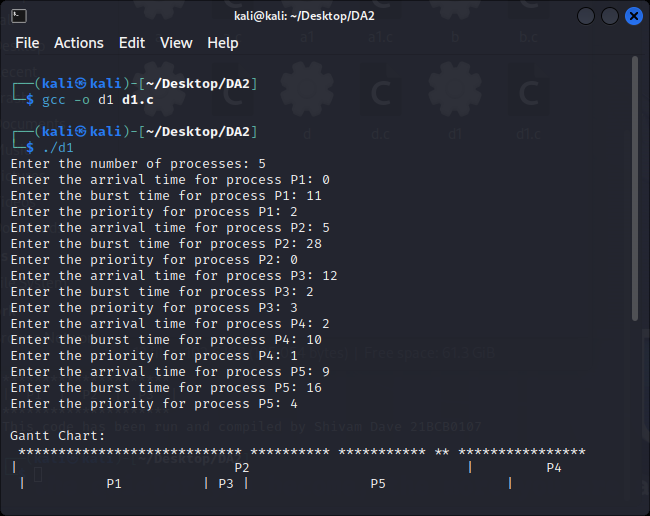 kali@kali: ~/Desktop/DA2
File Actions Edit View Help
┌──(kali㉿kali)-[~/Desktop/DA2]
└─$ gcc -o d1 d1.c
┌──(kali㉿kali)-[~/Desktop/DA2]
└─$ ./d1
Enter the number of processes: 5
Enter the arrival time for process P1: 0
Enter the burst time for process P1: 11
Enter the priority for process P1: 2
Enter the arrival time for process P2: 5
Enter the burst time for process P2: 28
Enter the priority for process P2: 0
Enter the arrival time for process P3: 12
Enter the burst time for process P3: 2
Enter the priority for process P3: 3
Enter the arrival time for process P4: 2
Enter the burst time for process P4: 10
Enter the priority for process P4: 1
Enter the arrival time for process P5: 9
Enter the burst time for process P5: 16
Enter the priority for process P5: 4
Gantt Chart:
**************************** ********** *********** ** ****************
| P2 | P4
| P1 | P3 | P5 |